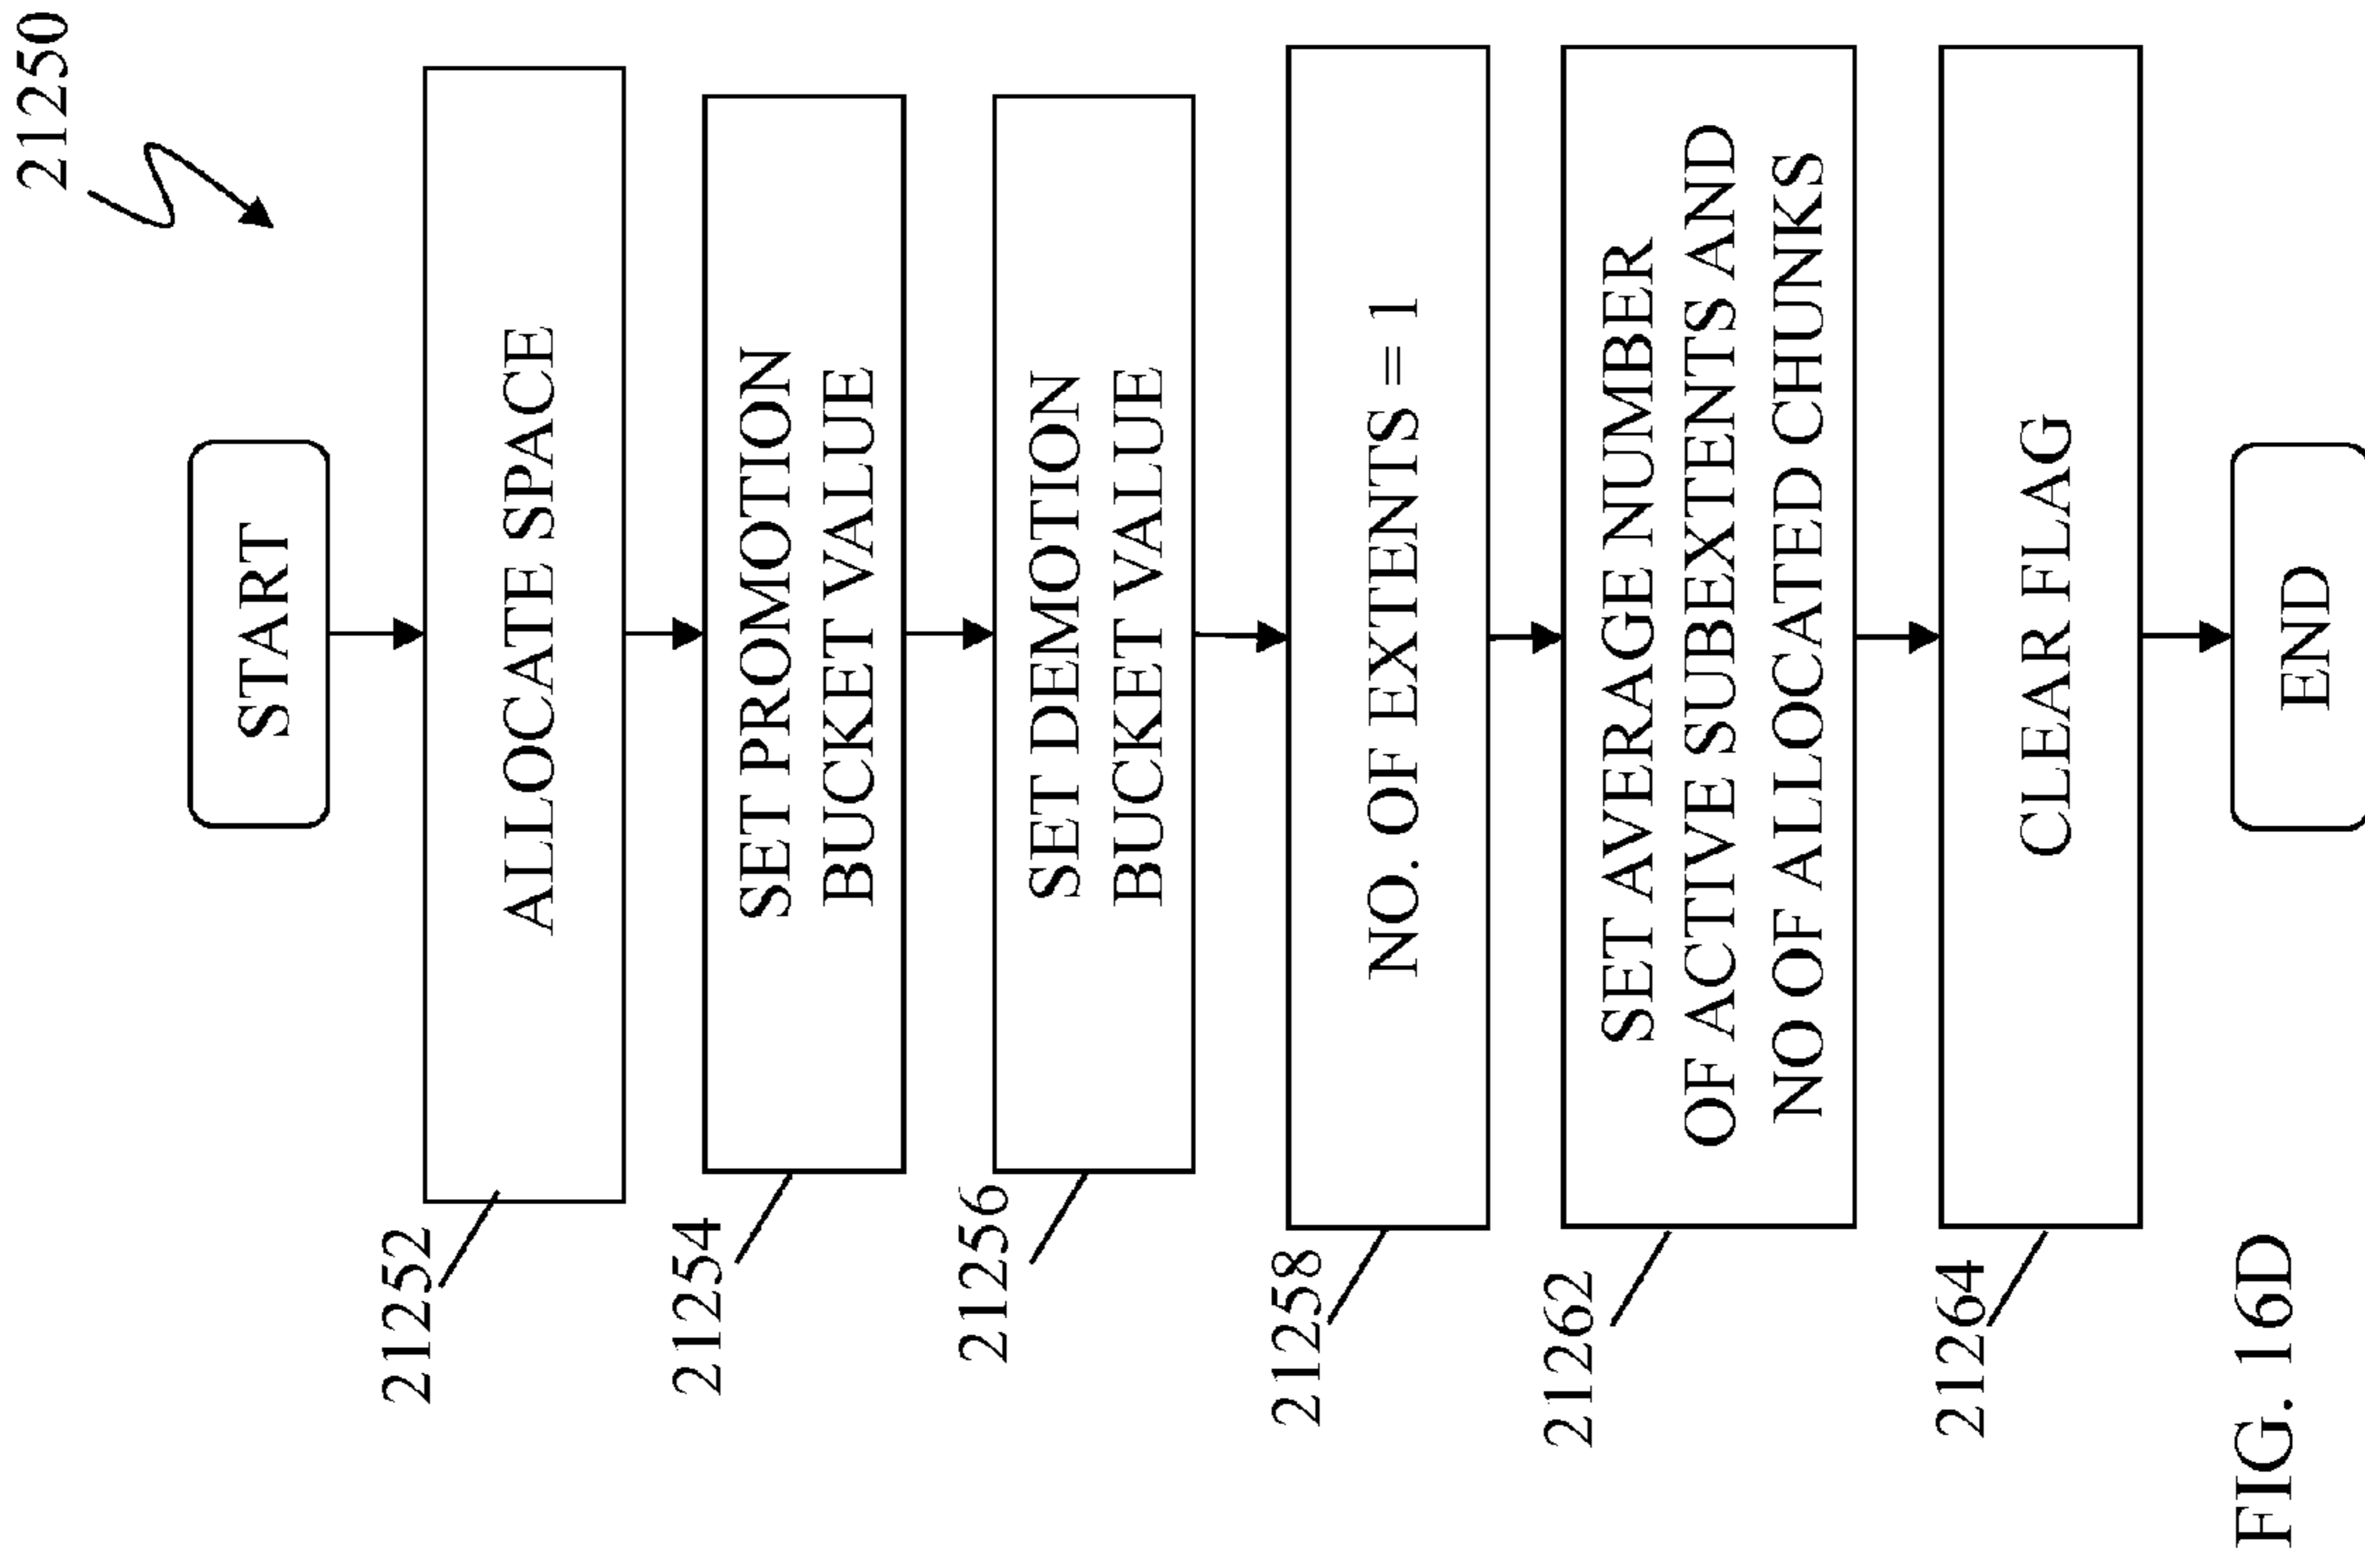 21250
START
21252
ALLOCATE SPACE
21254
SET PROMOTION
BUCKET VALUE
21256
SET DEMOTION
BUCKET VALUE
21258
NO. OF EXTENTS = 1
21262
SET AVERAGE NUMBER
OF ACTIVE SUBEXTENTS AND
NO OF ALLOCATED CHUNKS
21264
CLEAR FLAG
END
FIG. 16D